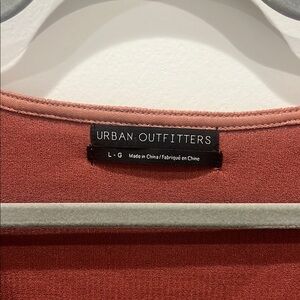 URBAN OUTFITTERS
L - G Made in China / Fabriqué en Chine